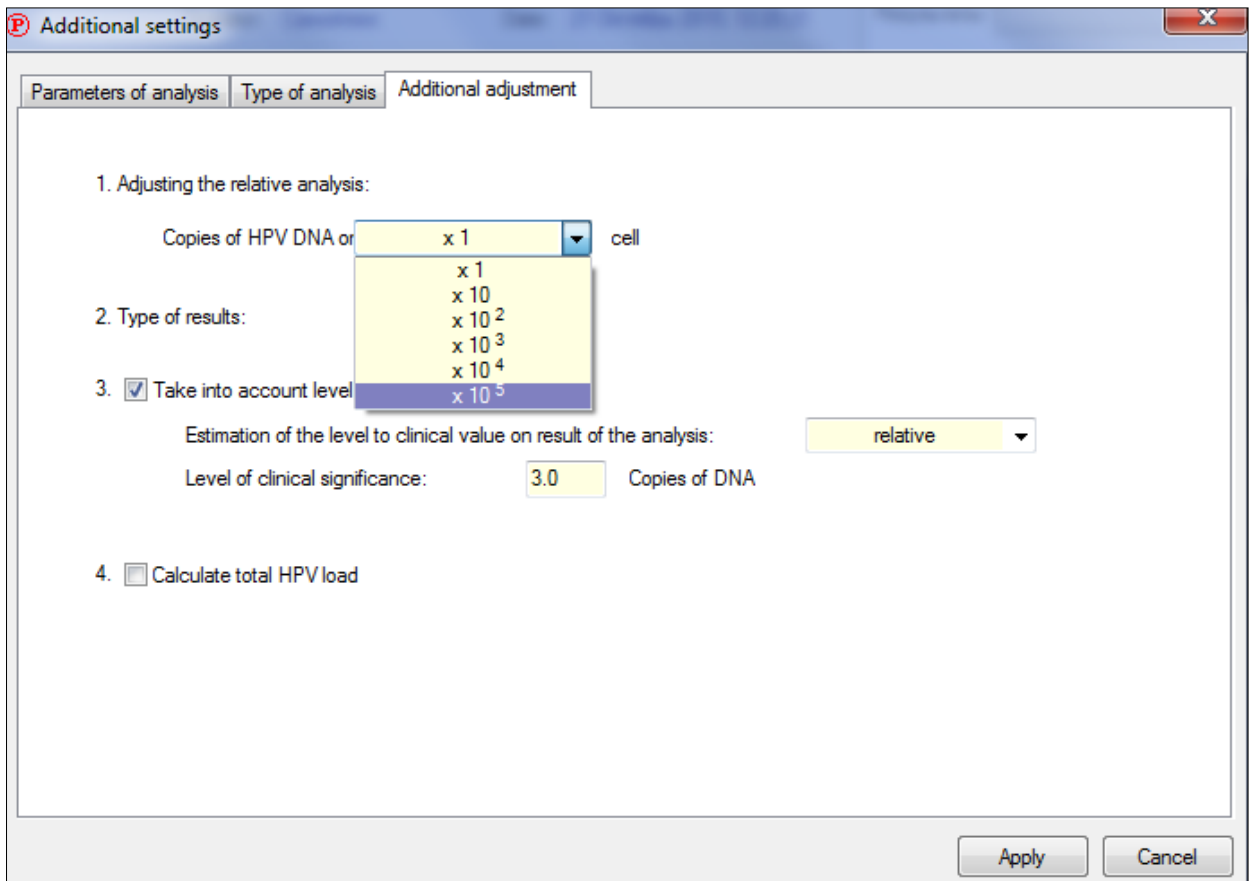 P Additional settings
X
Parameters of analysis Type of analysis Additional adjustment
1. Adjusting the relative analysis:
Copies of HPV DNA or x 1 cell
x 1
x 10
x 10 2
x 10 3
x 10 4
x 10 5
2. Type of results:
3. Take into account level
Estimation of the level to clinical value on result of the analysis: relative
Level of clinical significance: 3.0 Copies of DNA
4. Calculate total HPV load
Apply Cancel